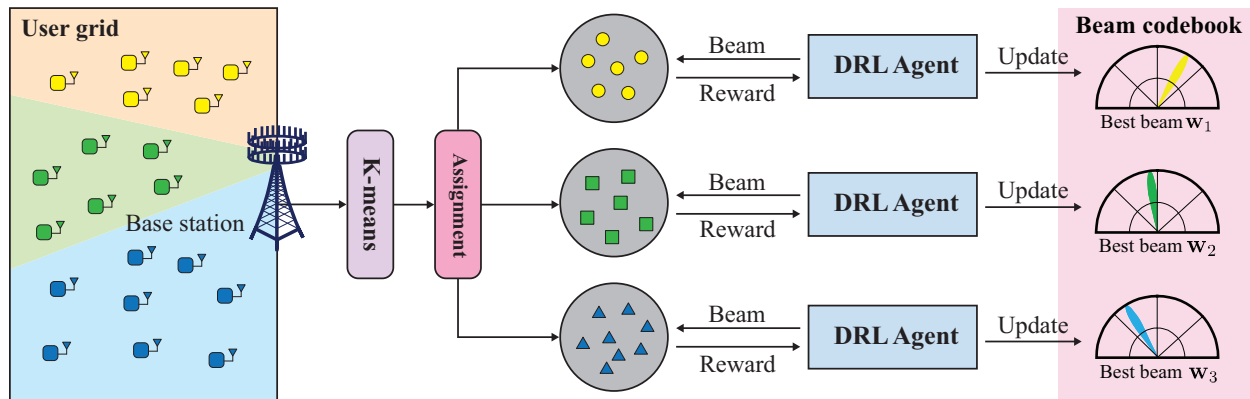 User grid
Base station
K-means
Assignment
Beam
Reward
DRL Agent
Update
Beam codebook
Best beam w₁
Beam
Reward
DRL Agent
Update
Best beam w₂
Beam
Reward
DRL Agent
Update
Best beam w₃